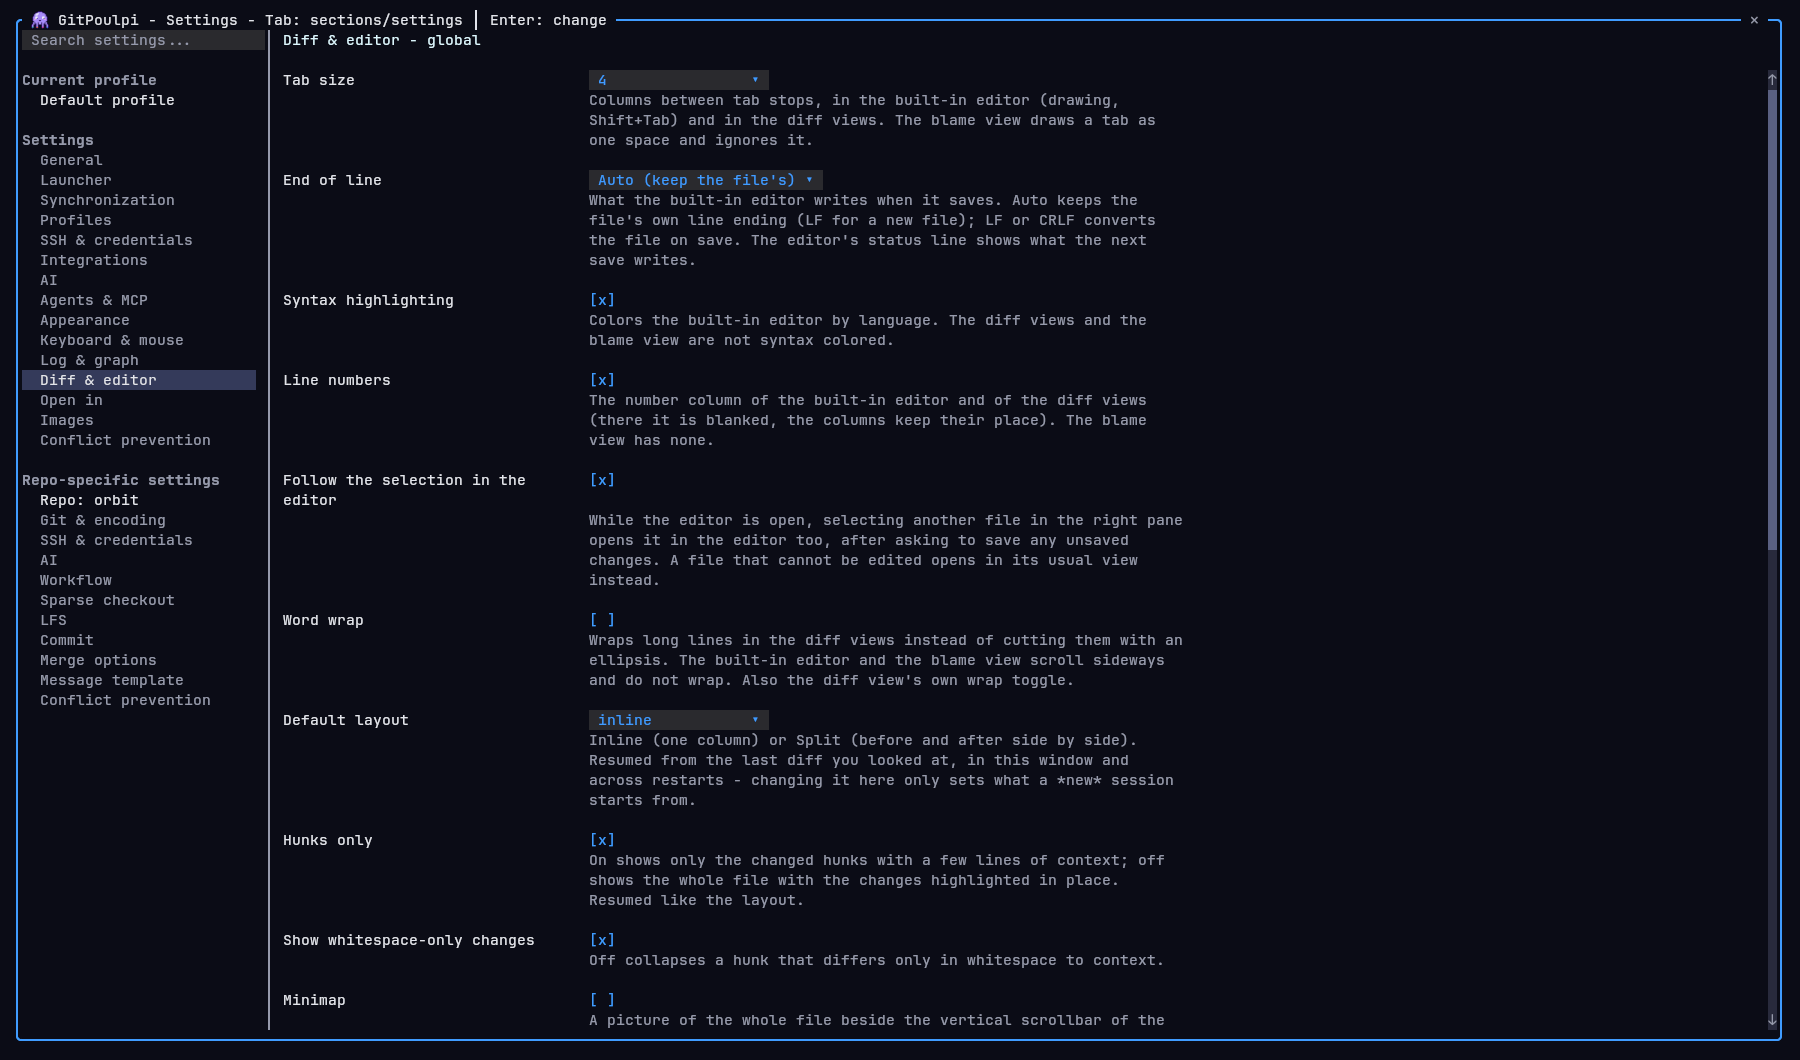 GitPoulpi - Settings - Tab: sections/settings │ Enter: change ×
Search settings...
Current profile
Default profile
Settings
General
Launcher
Synchronization
Profiles
SSH & credentials
Integrations
AI
Agents & MCP
Appearance
Keyboard & mouse
Log & graph
Diff & editor
Open in
Images
Conflict prevention
Repo-specific settings
Repo: orbit
Git & encoding
SSH & credentials
AI
Workflow
Sparse checkout
LFS
Commit
Merge options
Message template
Conflict prevention
Diff & editor - global
Tab size 4 ▾
Columns between tab stops, in the built-in editor (drawing,
Shift+Tab) and in the diff views. The blame view draws a tab as
one space and ignores it.
End of line Auto (keep the file's) ▾
What the built-in editor writes when it saves. Auto keeps the
file's own line ending (LF for a new file); LF or CRLF converts
the file on save. The editor's status line shows what the next
save writes.
Syntax highlighting [x]
Colors the built-in editor by language. The diff views and the
blame view are not syntax colored.
Line numbers [x]
The number column of the built-in editor and of the diff views
(there it is blanked, the columns keep their place). The blame
view has none.
Follow the selection in the [x]
editor
While the editor is open, selecting another file in the right pane
opens it in the editor too, after asking to save any unsaved
changes. A file that cannot be edited opens in its usual view
instead.
Word wrap [ ]
Wraps long lines in the diff views instead of cutting them with an
ellipsis. The built-in editor and the blame view scroll sideways
and do not wrap. Also the diff view's own wrap toggle.
Default layout inline ▾
Inline (one column) or Split (before and after side by side).
Resumed from the last diff you looked at, in this window and
across restarts - changing it here only sets what a *new* session
starts from.
Hunks only [x]
On shows only the changed hunks with a few lines of context; off
shows the whole file with the changes highlighted in place.
Resumed like the layout.
Show whitespace-only changes [x]
Off collapses a hunk that differs only in whitespace to context.
Minimap [ ]
A picture of the whole file beside the vertical scrollbar of the